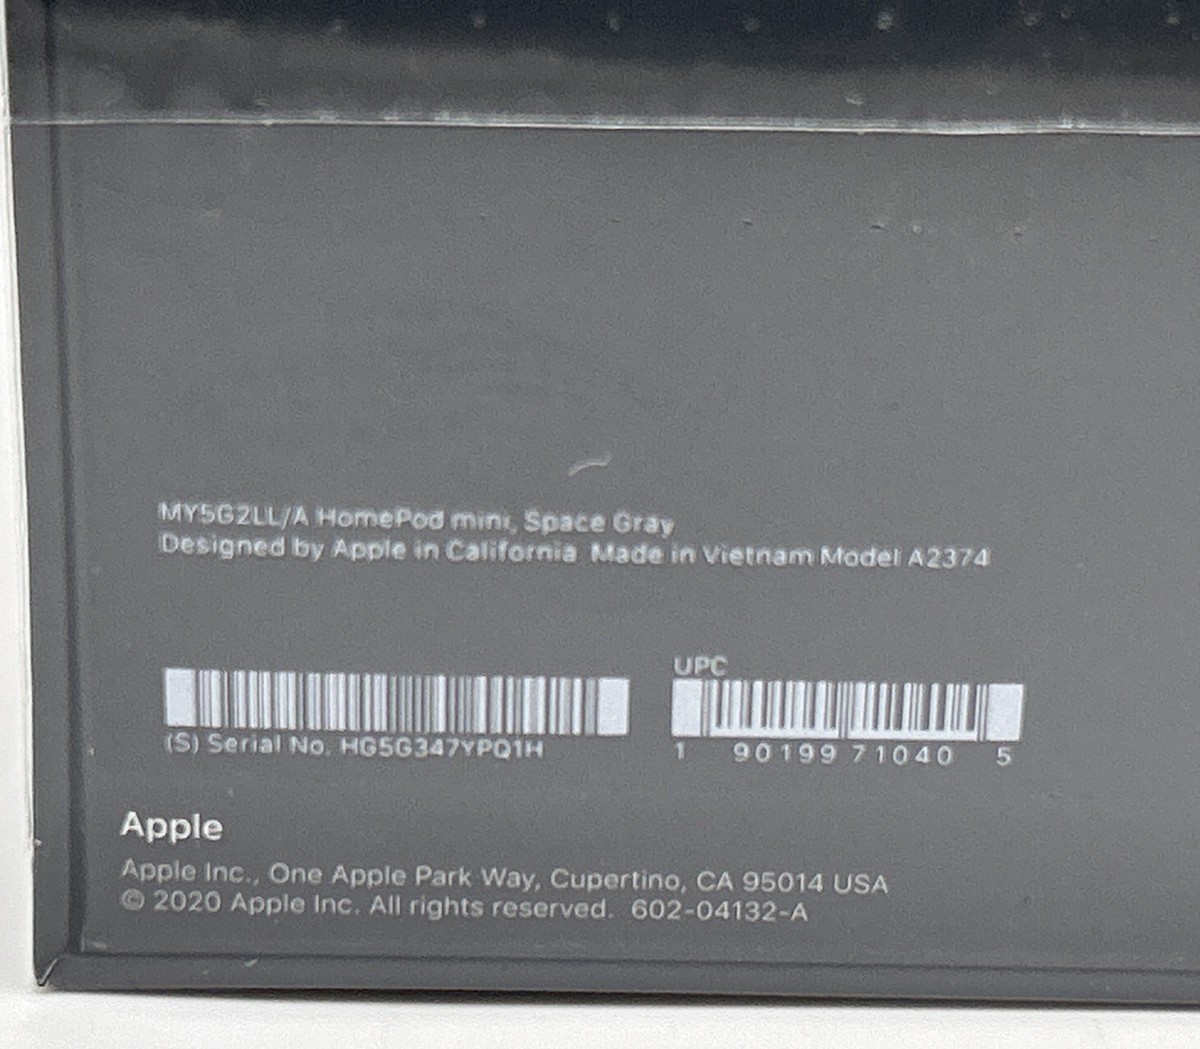 MY5G2LL/A HomePod mini, Space Gray
Designed by Apple in California Made in Vietnam Model A2374
UPC
(S) Serial No. HG5G347YPQ1H
1 90199 71040 5
Apple
Apple Inc., One Apple Park Way, Cupertino, CA 95014 USA
© 2020 Apple Inc. All rights reserved. 602-04132-A